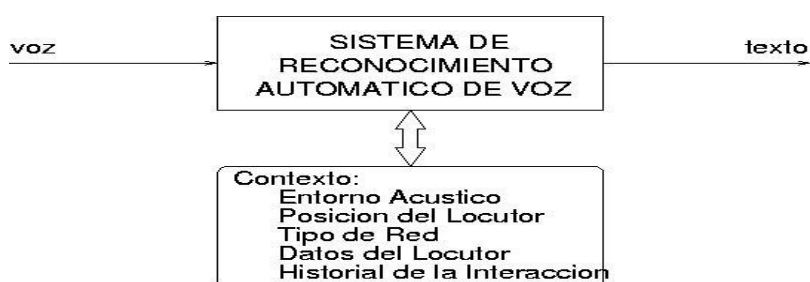 voz
SISTEMA DE
RECONOCIMIENTO
AUTOMATICO DE VOZ
texto
Contexto:
Entorno Acustico
Posicion del Locutor
Tipo de Red
Datos del Locutor
Historial de la Interaccion